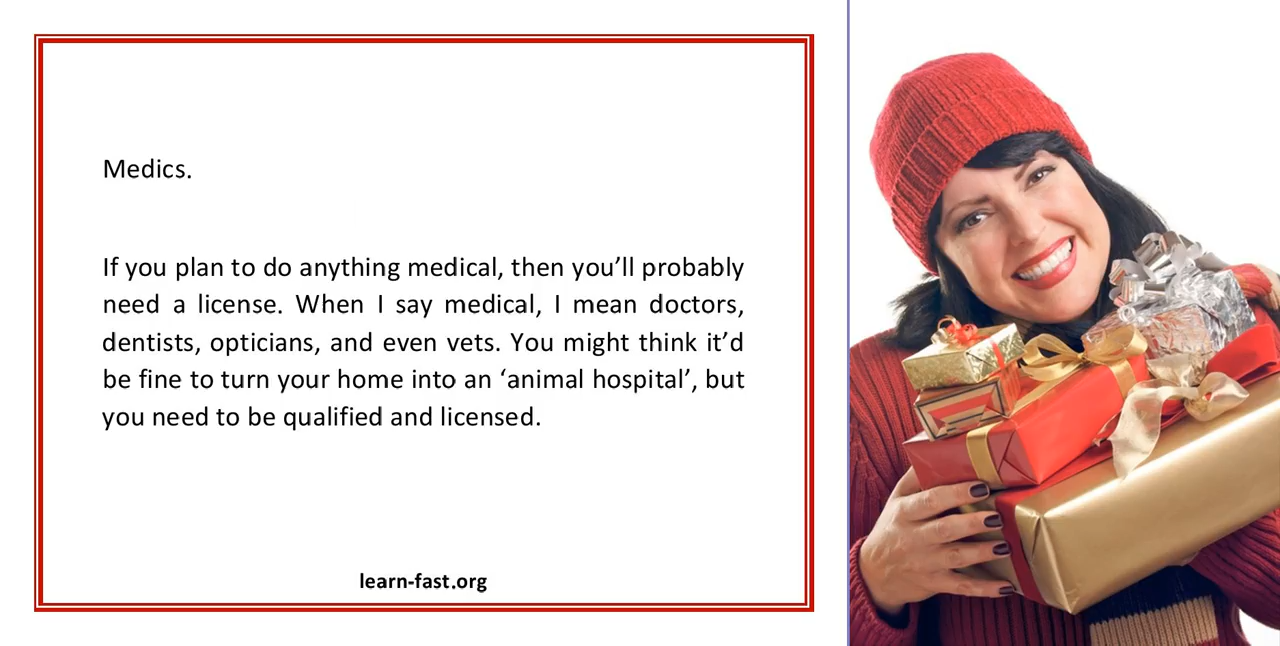 Medics.
If you plan to do anything medical, then you’ll probably
need a license. When I say medical, I mean doctors,
dentists, opticians, and even vets. You might think it’d
be fine to turn your home into an ‘animal hospital’, but
you need to be qualified and licensed.
learn-fast.org